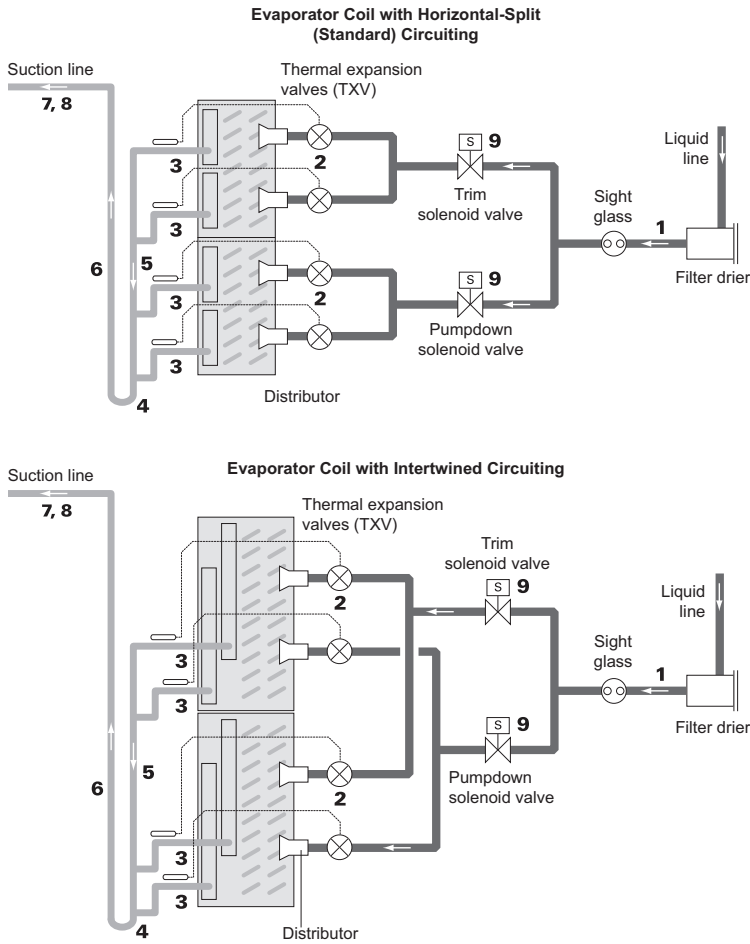 Evaporator Coil with Horizontal-Split
(Standard) Circuiting
Suction line
7, 8
Thermal expansion
valves (TXV)
Liquid
line
S
9
3
2
Trim
solenoid valve
Sight
glass
1
3
6
5
Filter drier
S
9
3
2
Pumpdown
solenoid valve
3
4
Distributor
Evaporator Coil with Intertwined Circuiting
Suction line
7, 8
Thermal expansion
valves (TXV)
Trim
solenoid valve
S
9
Liquid
line
2
Sight
glass
3
1
3
Filter drier
S
9
5
6
2
Pumpdown
solenoid valve
3
3
4
Distributor